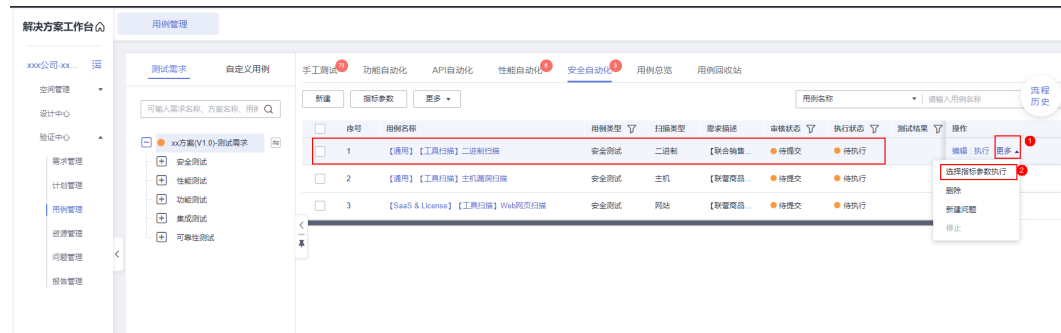 解决方案工作台
用例管理
xxx公司-xx...
空间管理
设计中心
验证中心
需求管理
计划管理
用例管理
资源管理
问题管理
报告管理
测试需求 自定义用例
可输入需求名称、方案名称、用例
xx方案(V1.0)-测试需求
安全测试
性能测试
功能测试
集成测试
可靠性测试
手工测试 73 功能自动化 API自动化 性能自动化 安全自动化 3 用例总览 用例回收站
新建 指标参数 更多
用例名称 请输入用例名称
流程
历史
序号 用例名称 用例类型 扫描类型 需求描述 审核状态 执行状态 测试结果 操作
1 【通用】【工具扫描】二进制扫描 安全测试 二进制 【联合销售... 待提交 待执行 编辑 执行 更多 1
2 【通用】【工具扫描】主机漏洞扫描 安全测试 主机 【联营商品... 待提交 待执行
3 【SaaS & License】【工具扫描】Web网页扫描 安全测试 网站 【联营商品... 待提交 待执行
选择指标参数执行 2
删除
新建问题
停止